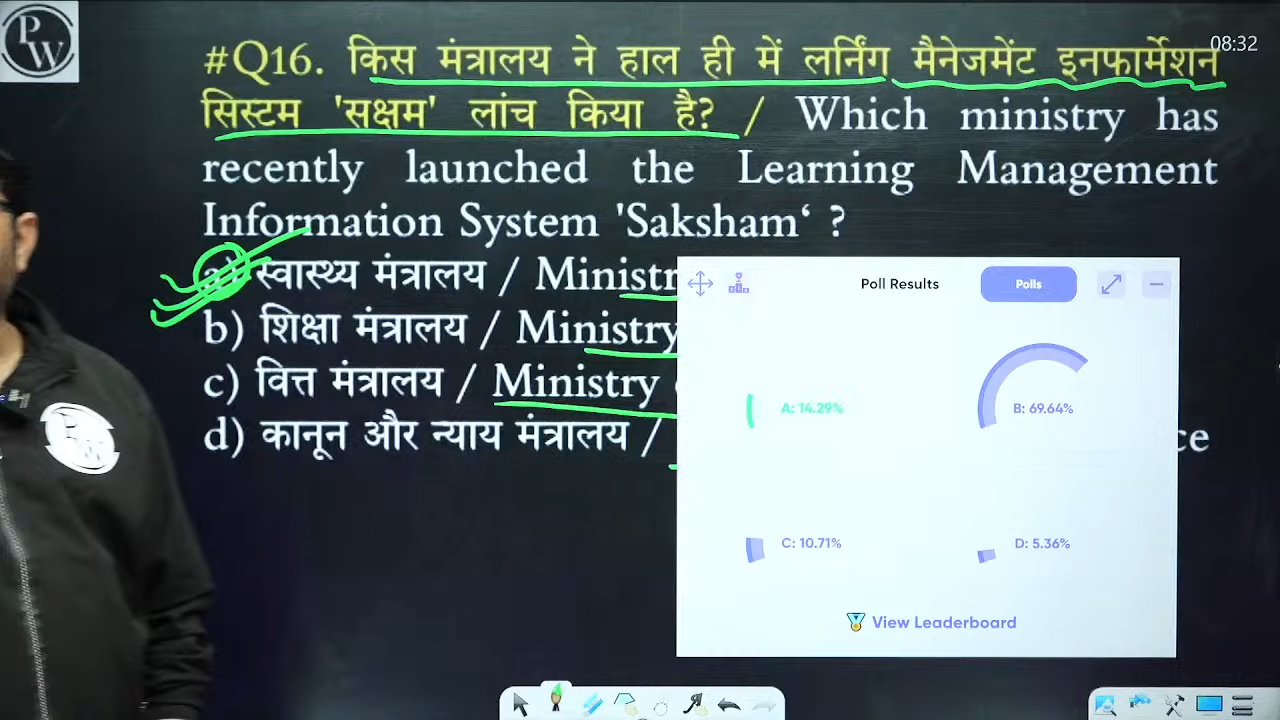 PW
08:32
#Q16. किस मंत्रालय ने हाल ही में लर्निंग मैनेजमेंट इनफार्मेशन
सिस्टम 'सक्षम' लांच किया है? / Which ministry has
recently launched the Learning Management
Information System 'Saksham‘ ?
a) स्वास्थ्य मंत्रालय / Ministr
b) शिक्षा मंत्रालय / Ministry
c) वित्त मंत्रालय / Ministry
d) कानून और न्याय मंत्रालय / ce
Poll Results
Polls
A: 14.29%
B: 69.64%
C: 10.71%
D: 5.36%
View Leaderboard
PW